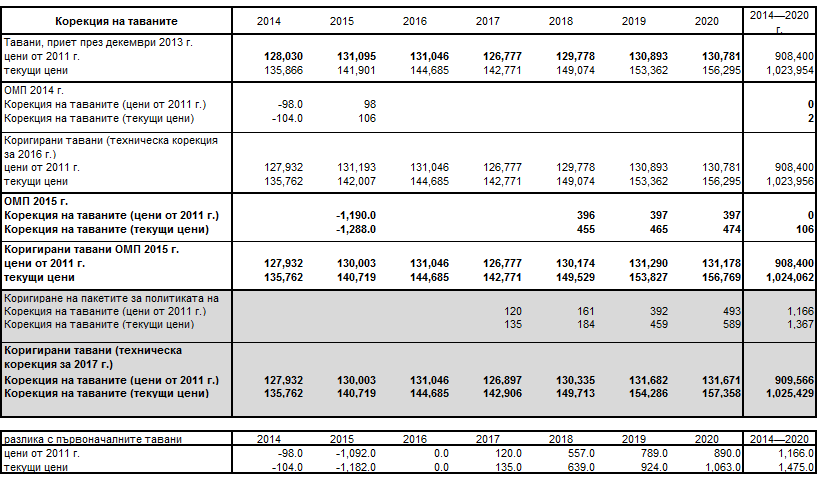 Корекция на таваните 2014 2015 2016 2017 2018 2019 2020 2014—2020 г.
Тавани, приет през декември 2013 г.
цени от 2011 г. 128,030 131,095 131,046 126,777 129,778 130,893 130,781 908,400
текущи цени 135,866 141,901 144,685 142,771 149,074 153,362 156,295 1,023,954
ОМП 2014 г.
Корекция на таваните (цени от 2011 г.) -98.0 98 0
Корекция на таваните (текущи цени) -104.0 106 2
Коригирани тавани (техническа корекция
за 2016 г.)
цени от 2011 г. 127,932 131,193 131,046 126,777 129,778 130,893 130,781 908,400
текущи цени 135,762 142,007 144,685 142,771 149,074 153,362 156,295 1,023,956
ОМП 2015 г.
Корекция на таваните (цени от 2011 г.) -1,190.0 396 397 397 0
Корекция на таваните (текущи цени) -1,288.0 455 465 474 106
Коригирани тавани ОМП 2015 г.
цени от 2011 г. 127,932 130,003 131,046 126,777 130,174 131,290 131,178 908,400
текущи цени 135,762 140,719 144,685 142,771 149,529 153,827 156,769 1,024,062
Коригиране на пакетите за политиката на
Корекция на таваните (цени от 2011 г.) 120 161 392 493 1,166
Корекция на таваните (текущи цени) 135 184 459 589 1,367
Коригирани тавани (техническа
корекция за 2017 г.)
Корекция на таваните (цени от 2011 г.) 127,932 130,003 131,046 126,897 130,335 131,682 131,671 909,566
Корекция на таваните (текущи цени) 135,762 140,719 144,685 142,906 149,713 154,286 157,358 1,025,429
разлика с първоначалните тавани 2014 2015 2016 2017 2018 2019 2020 2014—2020
цени от 2011 г. -98.0 -1,092.0 0.0 120.0 557.0 789.0 890.0 1,166.0
текущи цени -104.0 -1,182.0 0.0 135.0 639.0 924.0 1,063.0 1,475.0